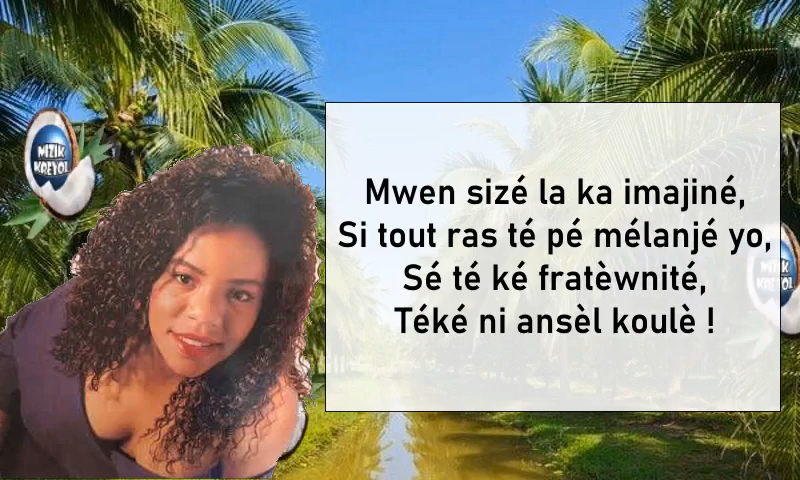 MIZIK
KREYOL
Mwen sizé la ka imajiné,
Si tout ras té pé mélanjé yo,
Sé té ké fratèwnité,
Téké ni ansèl koulè !
MIZIK
KREYOL